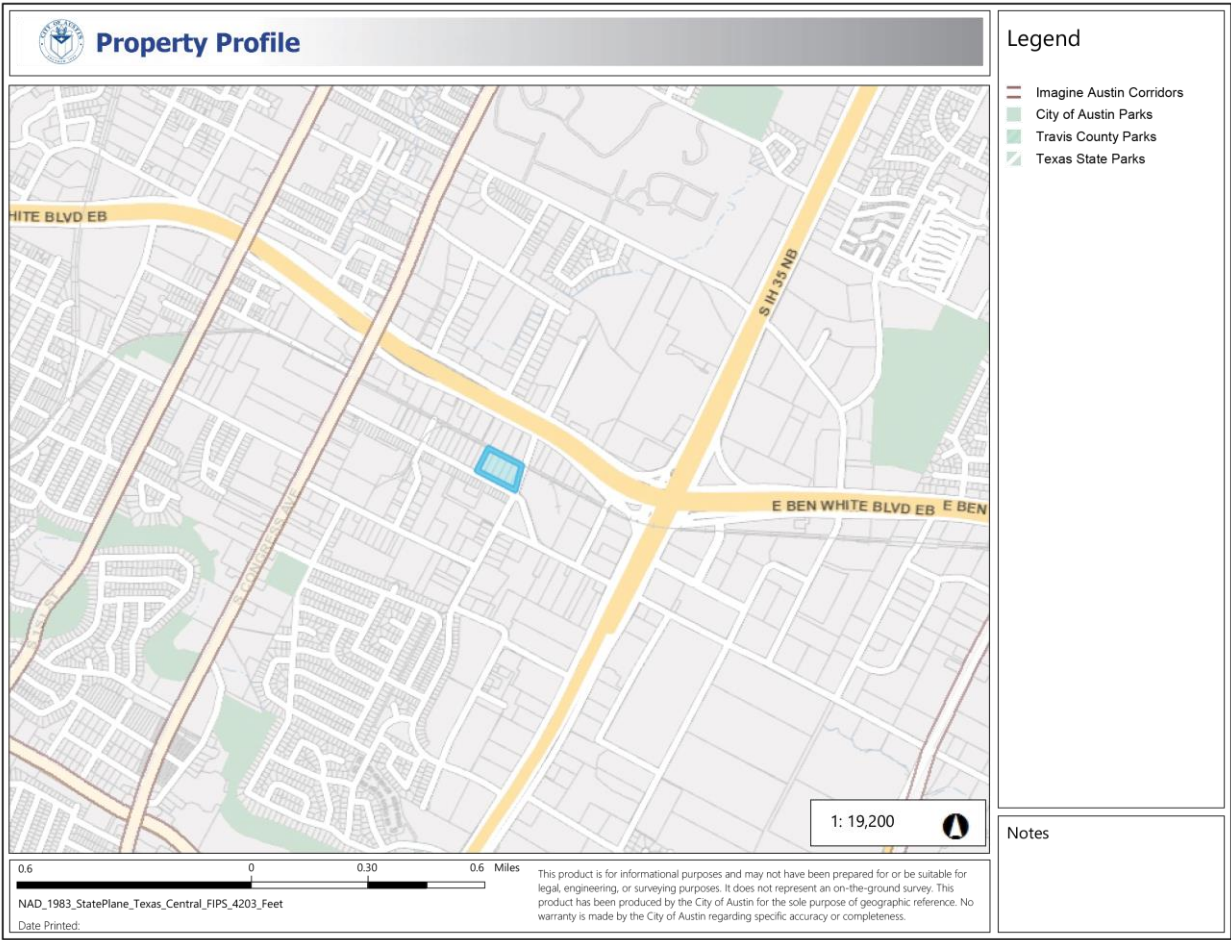 Property Profile
HITE BLVD EB
S IH 35 NB
E BEN WHITE BLVD EB
E BEN
S CONGRESS AVE
S 1ST ST
1: 19,200
Legend
Imagine Austin Corridors
City of Austin Parks
Travis County Parks
Texas State Parks
Notes
0.6 0 0.30 0.6 Miles
NAD_1983_StatePlane_Texas_Central_FIPS_4203_Feet
Date Printed:
This product is for informational purposes and may not have been prepared for or be suitable for
legal, engineering, or surveying purposes. It does not represent an on-the-ground survey. This
product has been produced by the City of Austin for the sole purpose of geographic reference. No
warranty is made by the City of Austin regarding specific accuracy or completeness.